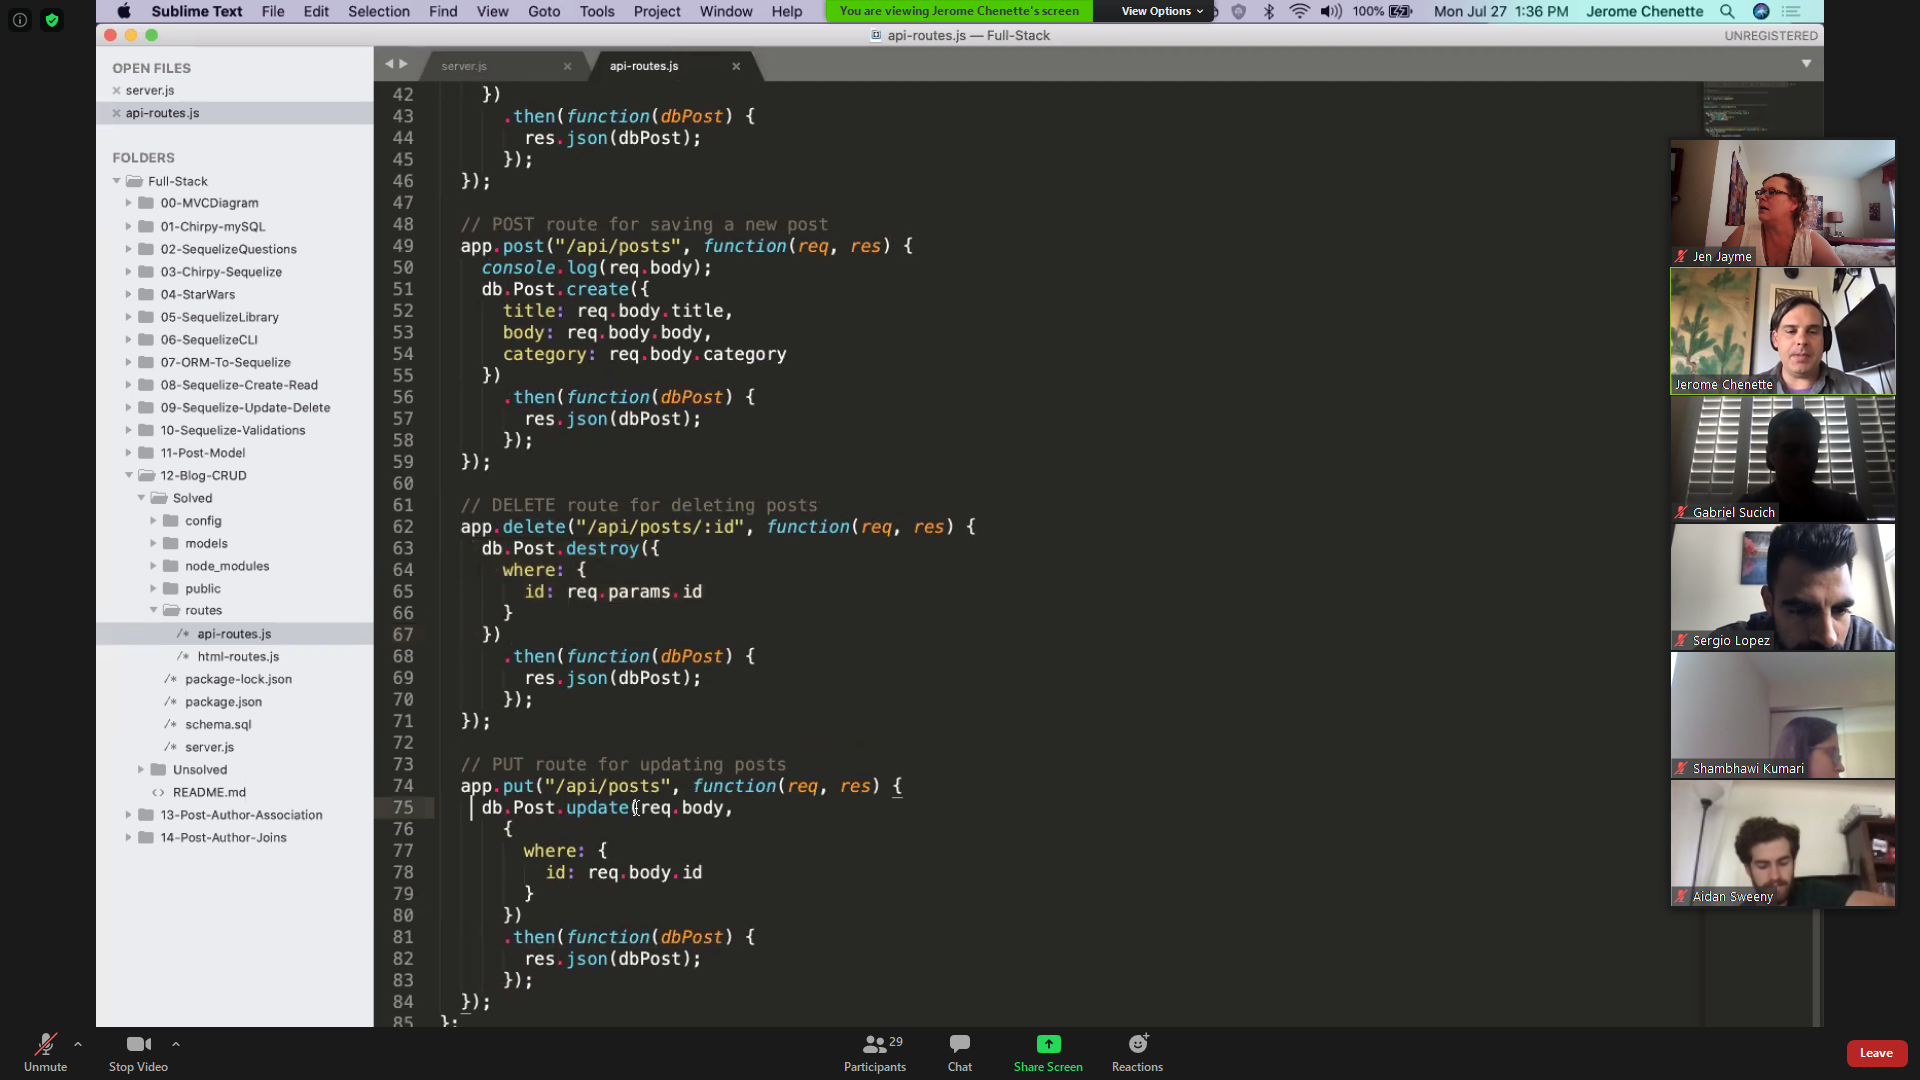 Sublime Text File Edit Selection Find View Goto Tools Project Window Help
You are viewing Jerome Chenette's screen View Options
100% Mon Jul 27 1:36 PM Jerome Chenette
api-routes.js — Full-Stack
UNREGISTERED
OPEN FILES
server.js
api-routes.js
FOLDERS
Full-Stack
00-MVCDiagram
01-Chirpy-mySQL
02-SequelizeQuestions
03-Chirpy-Sequelize
04-StarWars
05-SequelizeLibrary
06-SequelizeCLI
07-ORM-To-Sequelize
08-Sequelize-Create-Read
09-Sequelize-Update-Delete
10-Sequelize-Validations
11-Post-Model
12-Blog-CRUD
Solved
config
models
node_modules
public
routes
/* api-routes.js
/* html-routes.js
/* package-lock.json
/* package.json
/* schema.sql
/* server.js
Unsolved
<> README.md
13-Post-Author-Association
14-Post-Author-Joins
server.js
api-routes.js
42 })
43 .then(function(dbPost) {
44 res.json(dbPost);
45 });
46 });
47
48 // POST route for saving a new post
49 app.post("/api/posts", function(req, res) {
50 console.log(req.body);
51 db.Post.create({
52 title: req.body.title,
53 body: req.body.body,
54 category: req.body.category
55 })
56 .then(function(dbPost) {
57 res.json(dbPost);
58 });
59 });
60
61 // DELETE route for deleting posts
62 app.delete("/api/posts/:id", function(req, res) {
63 db.Post.destroy({
64 where: {
65 id: req.params.id
66 }
67 })
68 .then(function(dbPost) {
69 res.json(dbPost);
70 });
71 });
72
73 // PUT route for updating posts
74 app.put("/api/posts", function(req, res) {
75 db.Post.update(req.body,
76 {
77 where: {
78 id: req.body.id
79 }
80 })
81 .then(function(dbPost) {
82 res.json(dbPost);
83 });
84 });
85 };
Jen Jayme
Jerome Chenette
Gabriel Sucich
Sergio Lopez
Shambhawi Kumari
Aidan Sweeny
Unmute
Stop Video
29
Participants
Chat
Share Screen
Reactions
Leave